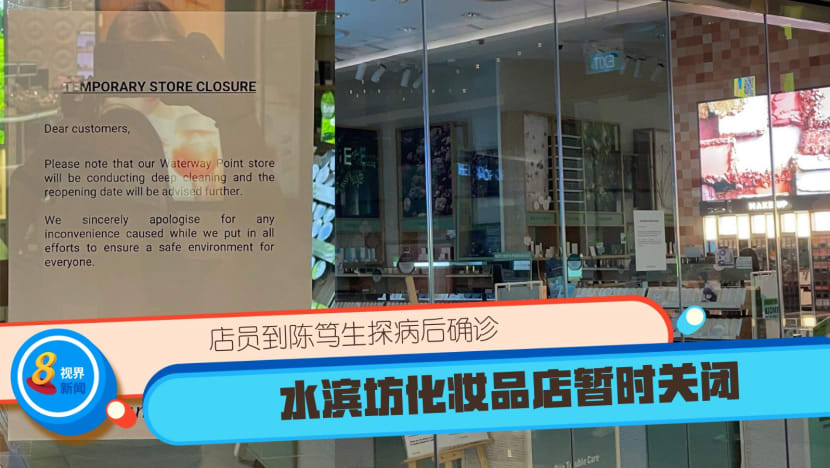 TEMPORARY STORE CLOSURE
Dear customers,
Please note that our Waterway Point store
will be conducting deep cleaning and the
reopening date will be advised further.
We sincerely apologise for any
inconvenience caused while we put in all
efforts to ensure a safe environment for
everyone.
MAKEUP
店员到陈笃生探病后确诊
8视界
新闻
水滨坊化妆品店暂时关闭